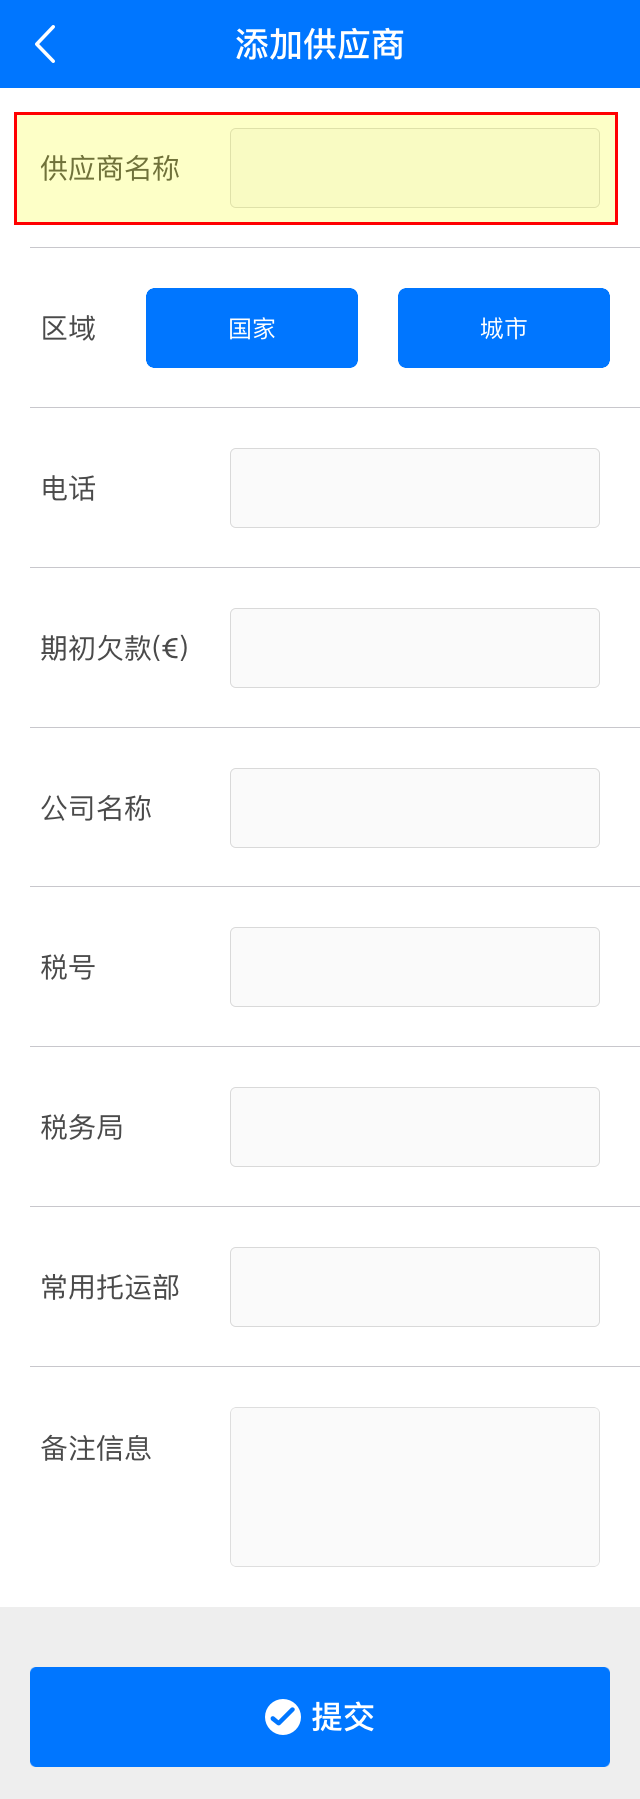 添加供应商
供应商名称
区域 国家 城市
电话
期初欠款(€)
公司名称
税号
税务局
常用托运部
备注信息
提交